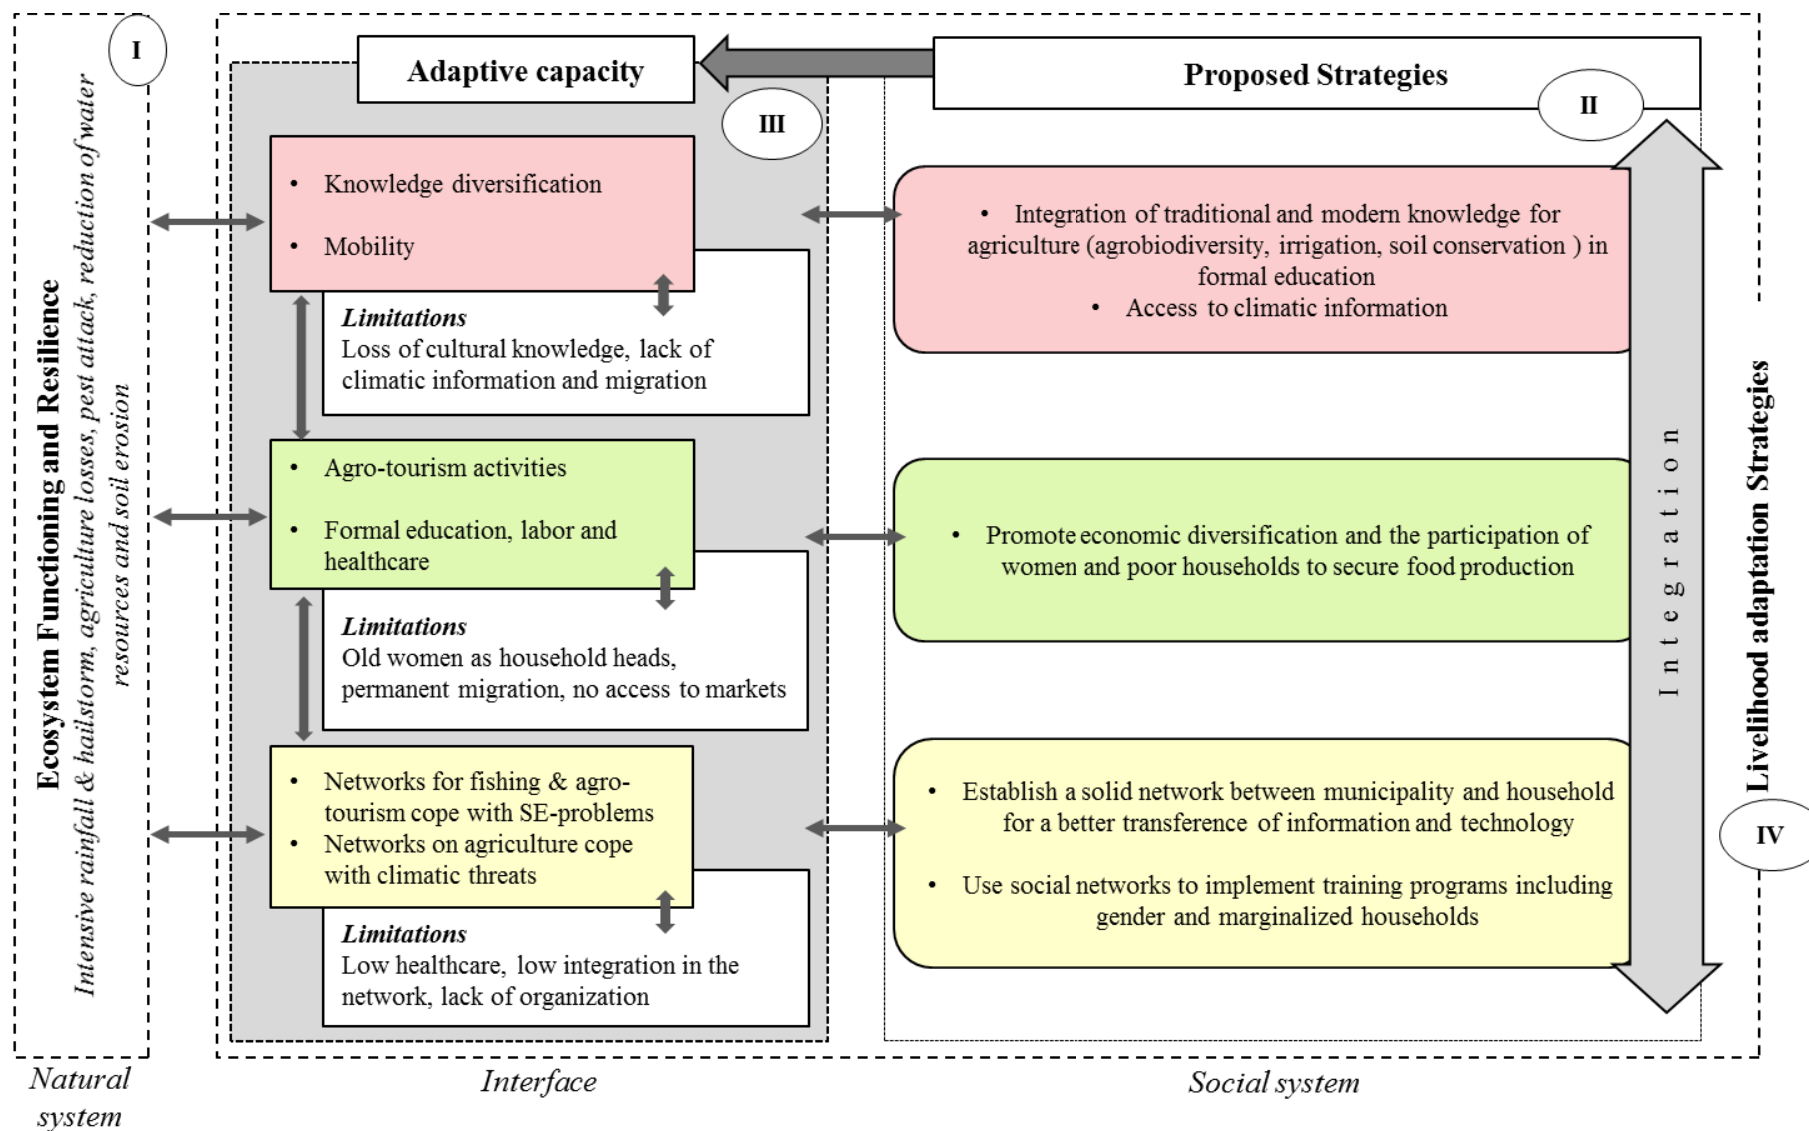 I
Ecosystem Functioning and Resilience
Intensive rainfall & hailstorm, agriculture losses, pest attack, reduction of water
resources and soil erosion
Natural
system
Adaptive capacity
III
• Knowledge diversification
• Mobility
Limitations
Loss of cultural knowledge, lack of
climatic information and migration
• Agro-tourism activities
• Formal education, labor and
healthcare
Limitations
Old women as household heads,
permanent migration, no access to markets
• Networks for fishing & agro-
tourism cope with SE-problems
• Networks on agriculture cope
with climatic threats
Limitations
Low healthcare, low integration in the
network, lack of organization
Interface
Proposed Strategies
II
• Integration of traditional and modern knowledge for
agriculture (agrobiodiversity, irrigation, soil conservation ) in
formal education
• Access to climatic information
• Promote economic diversification and the participation of
women and poor households to secure food production
• Establish a solid network between municipality and household
for a better transference of information and technology
• Use social networks to implement training programs including
gender and marginalized households
Integration
Social system
Livelihood adaptation Strategies
IV